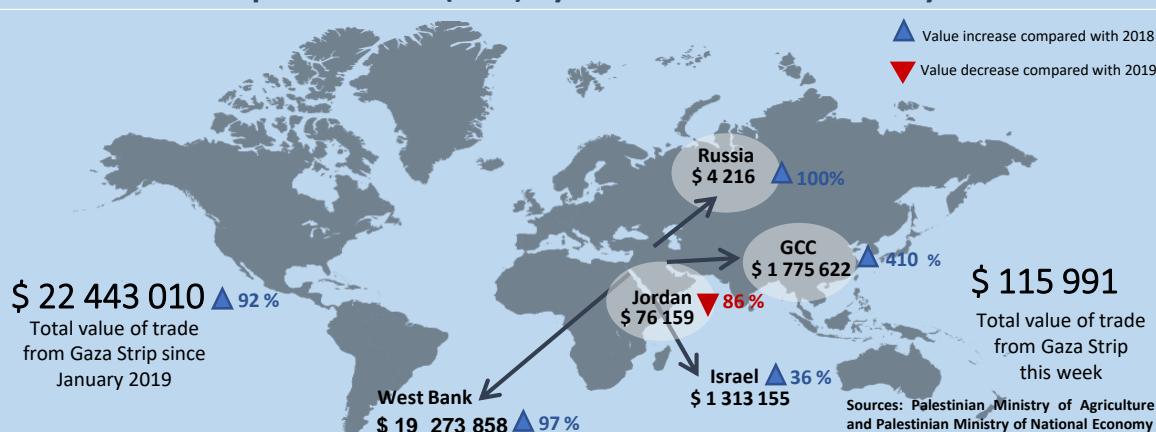 Value increase compared with 2018
Value decrease compared with 2019
Russia
$ 4 216
100%
GCC
$ 1 775 622
410 %
$ 22 443 010
92 %
Total value of trade
from Gaza Strip since
January 2019
Jordan
$ 76 159
86 %
$ 115 991
Total value of trade
from Gaza Strip
this week
Israel
36 %
$ 1 313 155
West Bank
$ 19 273 858
97 %
Sources: Palestinian Ministry of Agriculture
and Palestinian Ministry of National Economy